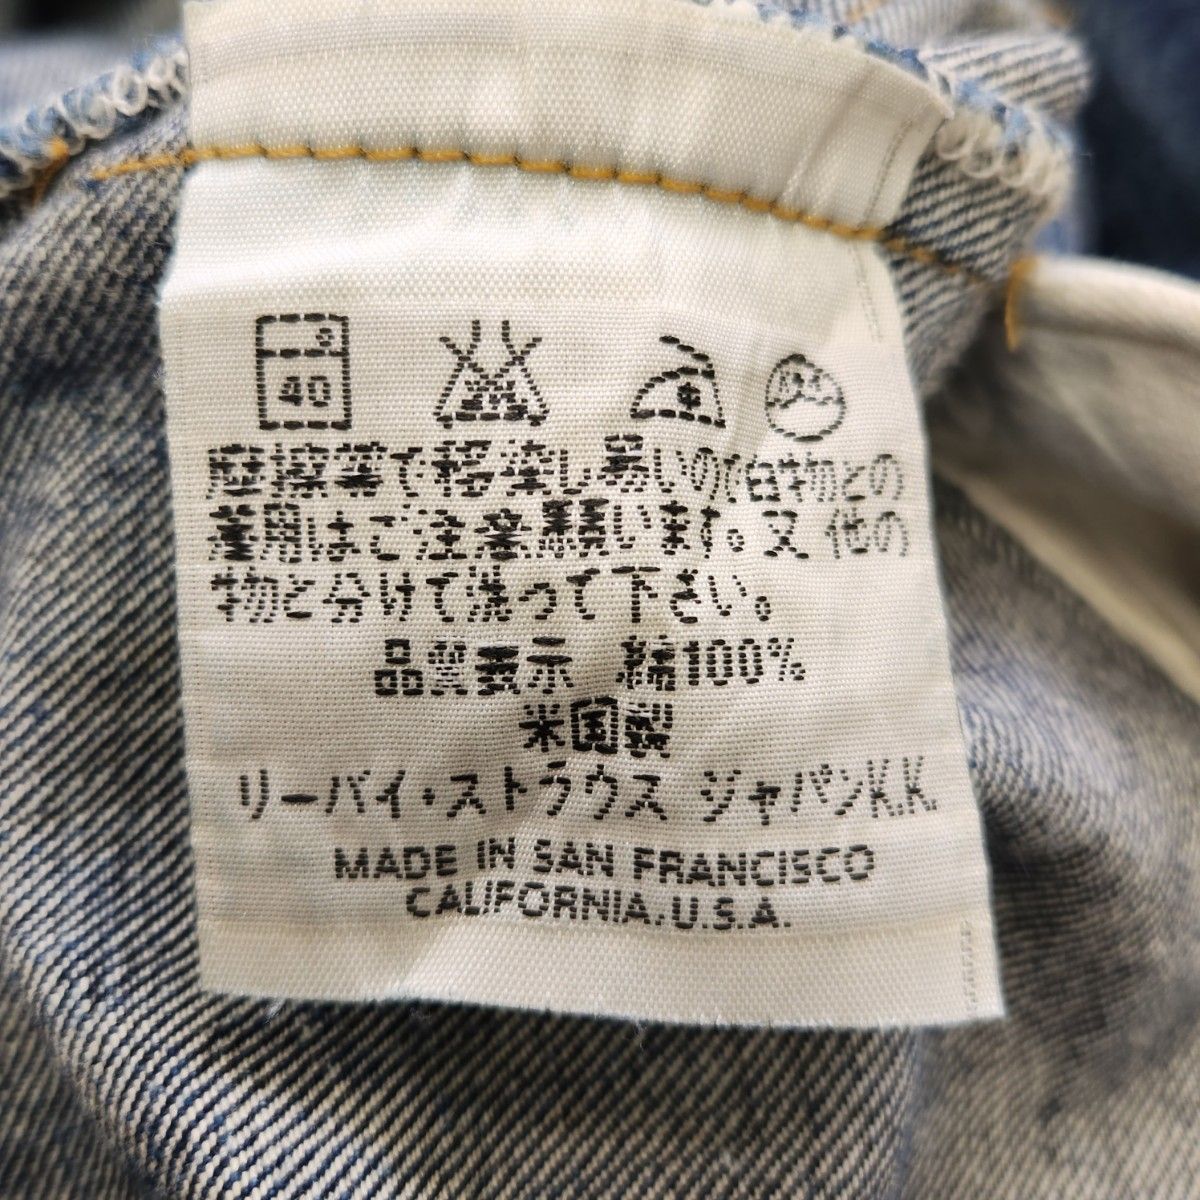 40
摩擦等で移染し易いので白物との
着用はご注意願います。又 他の
物と分けて洗って下さい。
品質表示 綿100%
米国製
リーバイ・ストラウス ジャパンK.K.
MADE IN SAN FRANCISCO
CALIFORNIA, U.S.A.